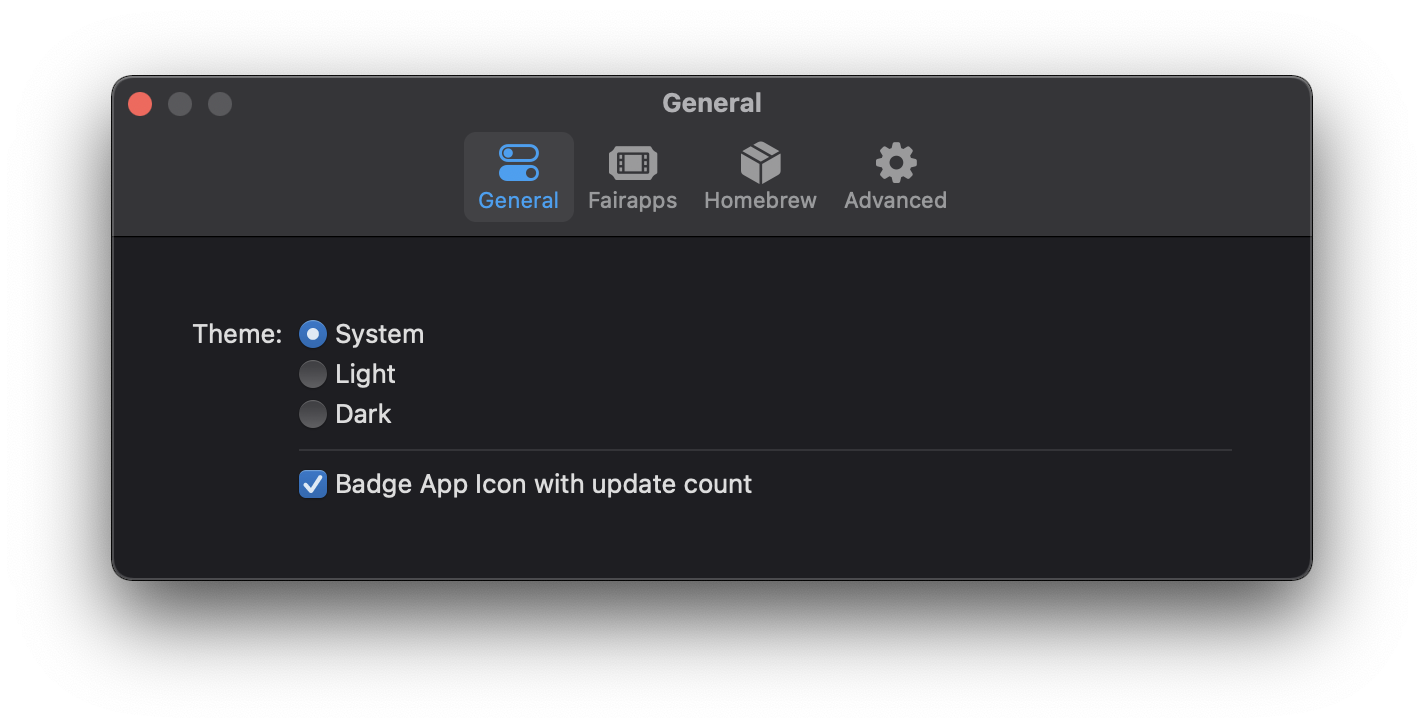 General
General Fairapps Homebrew Advanced
Theme: System
Light
Dark
Badge App Icon with update count